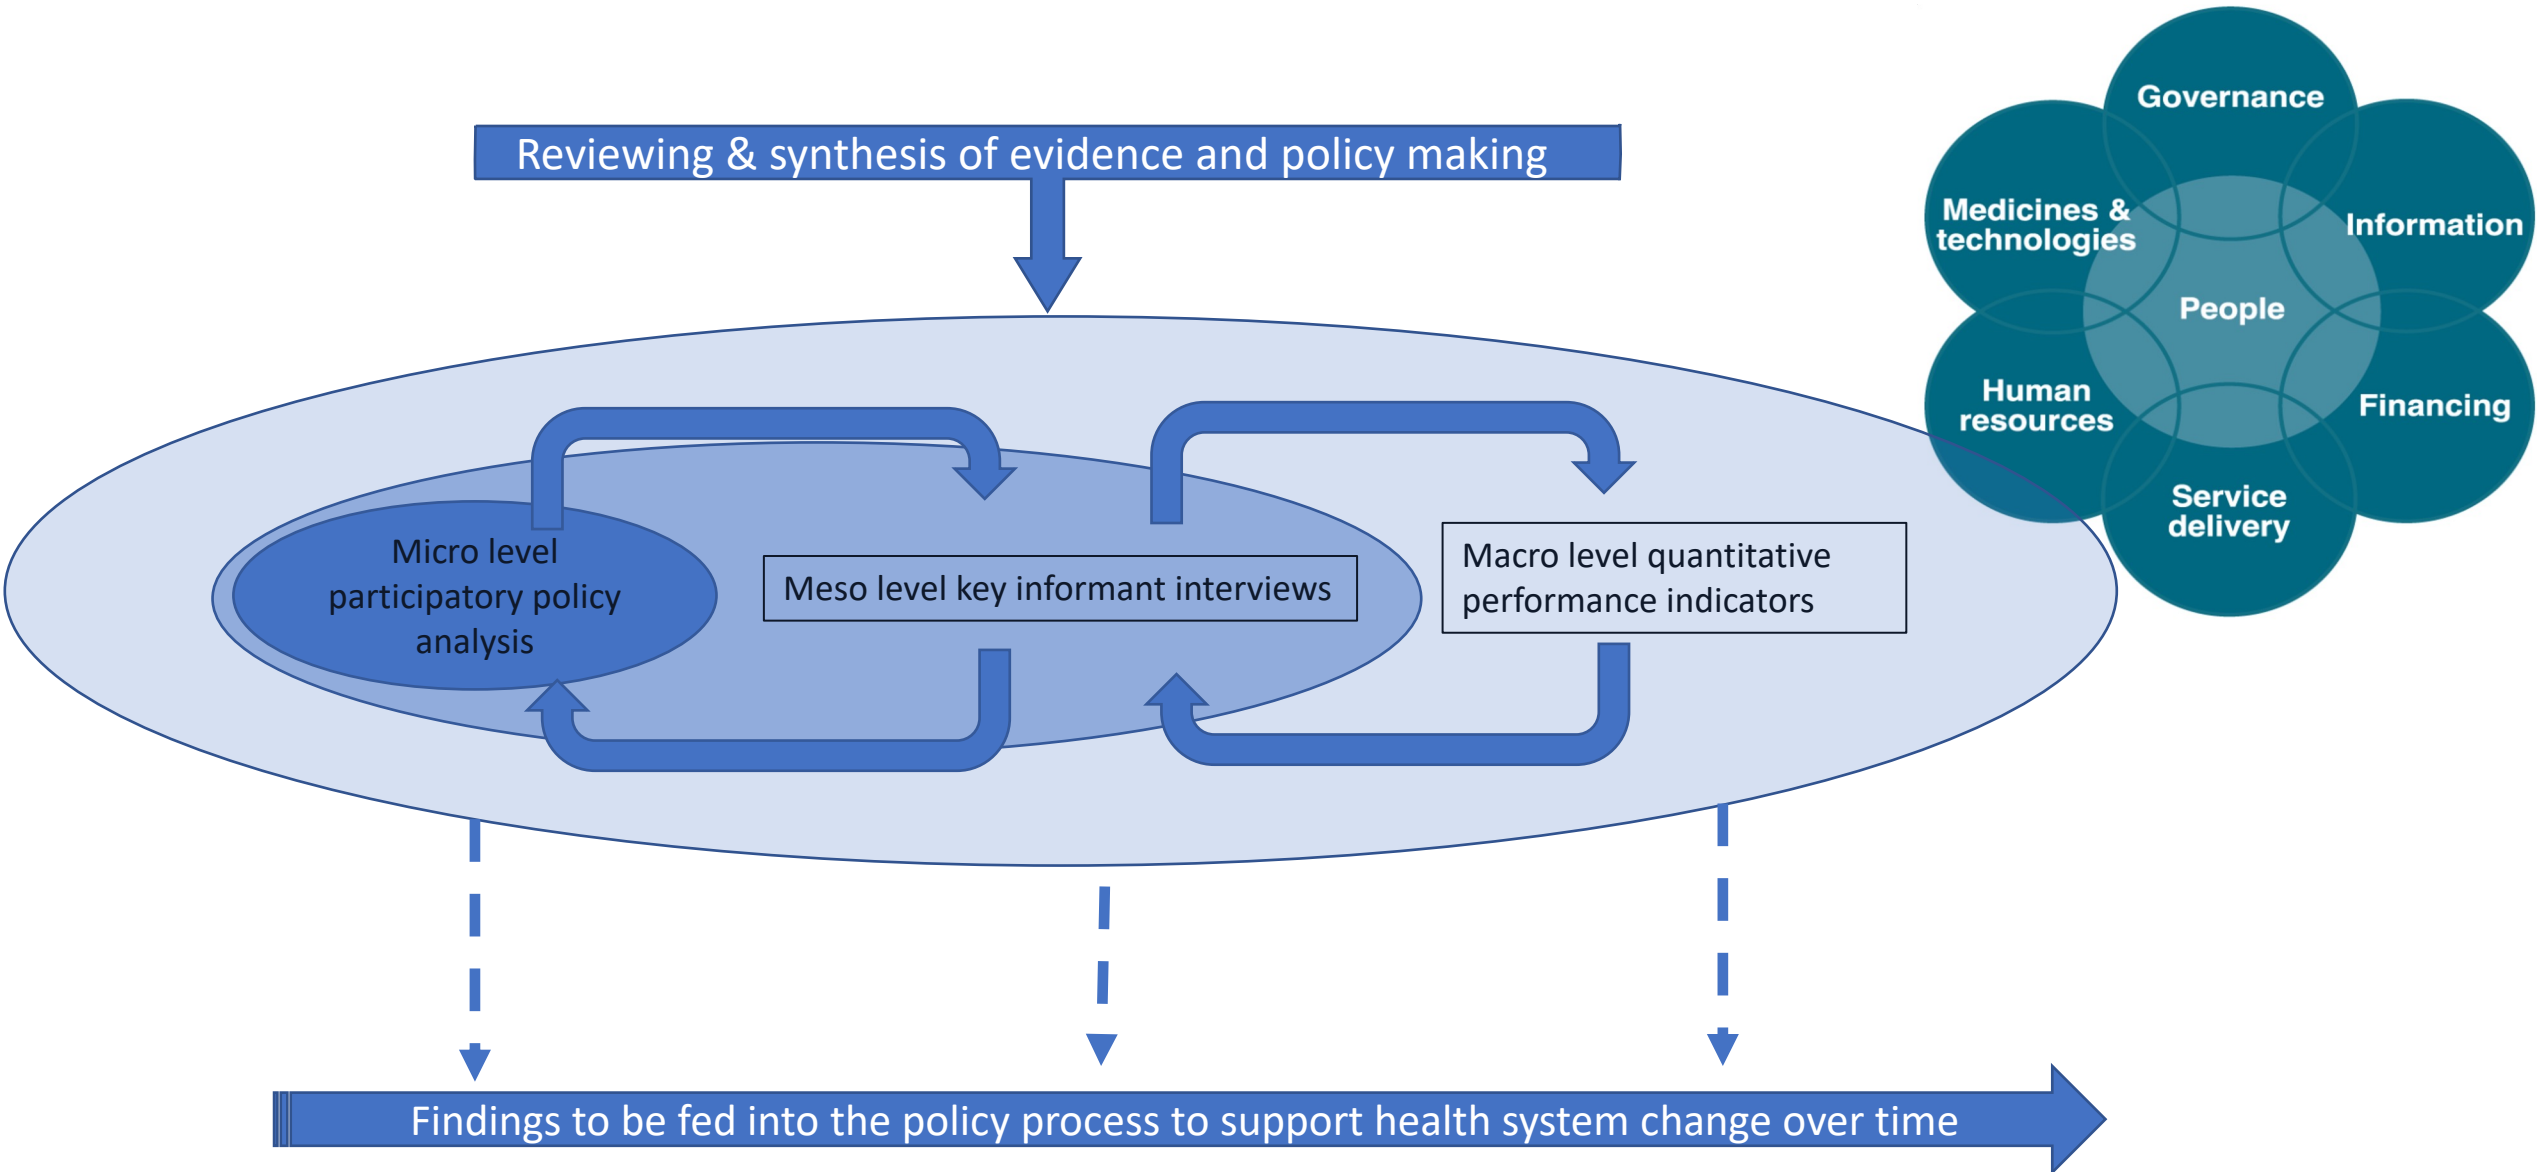 Governance
Reviewing & synthesis of evidence and policy making
Medicines &
technologies
Information
People
Human
resources
Financing
Service
delivery
Micro level
participatory policy
analysis
Meso level key informant interviews
Macro level quantitative
performance indicators
Findings to be fed into the policy process to support health system change over time